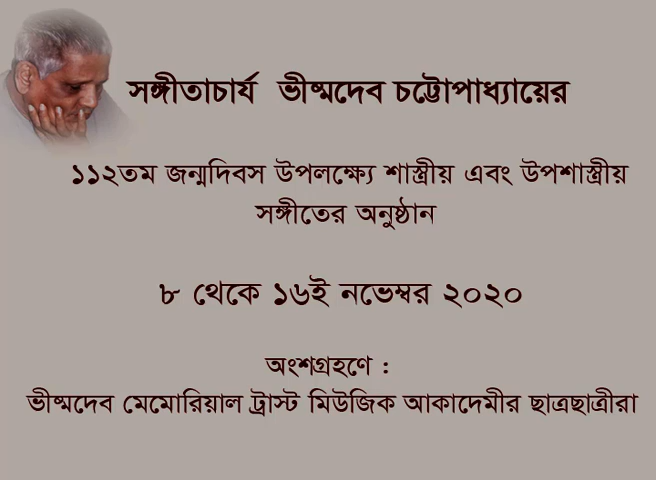 সঙ্গীতাচার্য ভীষ্মদেব চট্টোপাধ্যায়ের
১১২তম জন্মদিবস উপলক্ষ্যে শাস্ত্রীয় এবং উপশাস্ত্রীয়
সঙ্গীতের অনুষ্ঠান
৮ থেকে ১৬ই নভেম্বর ২০২০
অংশগ্রহণে :
ভীষ্মদেব মেমোরিয়াল ট্রাস্ট মিউজিক আকাদেমীর ছাত্রছাত্রীরা